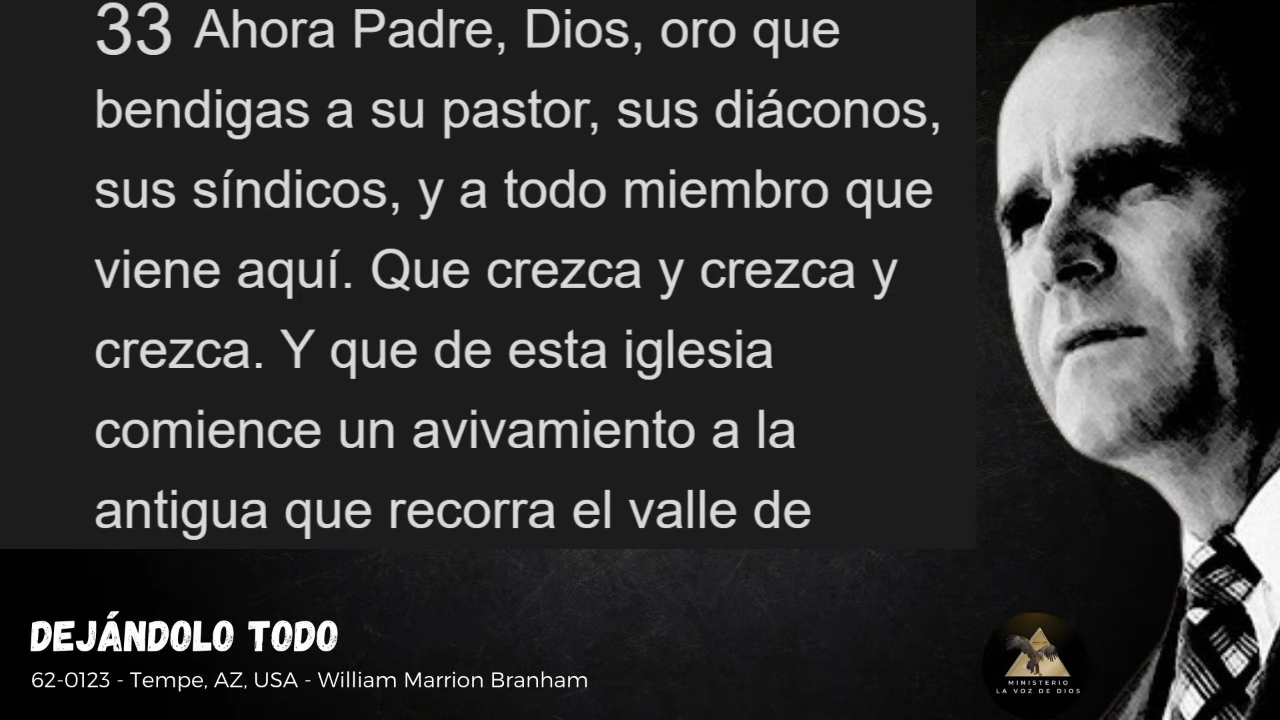 33 Ahora Padre, Dios, oro que
bendigas a su pastor, sus diáconos,
sus síndicos, y a todo miembro que
viene aquí. Que crezca y crezca y
crezca. Y que de esta iglesia
comience un avivamiento a la
antigua que recorra el valle de
DEJÁNDOLO TODO
62-0123 - Tempe, AZ, USA - William Marrion Branham
MINISTERIO
LA VOZ DE DIOS